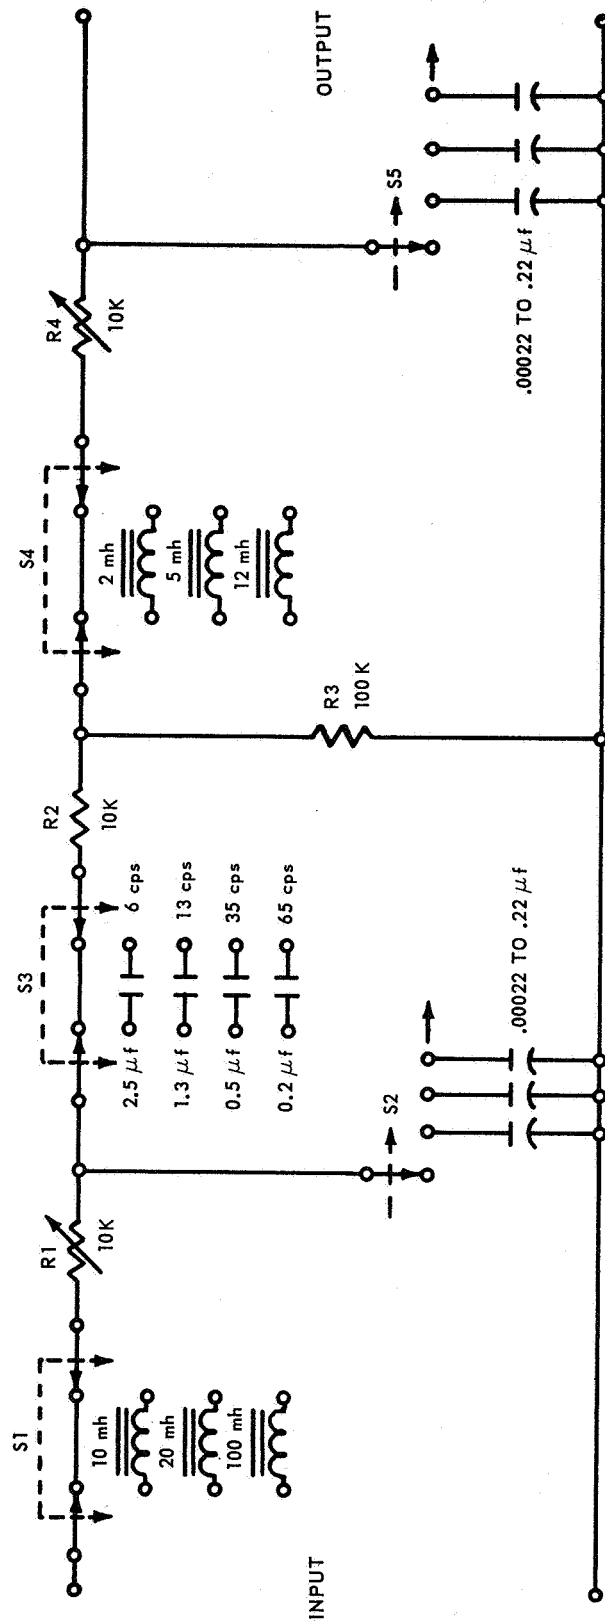 S1
10 mh
20 mh
100 mh
INPUT
R1
10K
S2
.00022 TO .22 μf
S3
2.5 μf 6 cps
1.3 μf 13 cps
0.5 μf 35 cps
0.2 μf 65 cps
R2
10K
R3
100 K
S4
2 mh
5 mh
12 mh
R4
10K
S5
.00022 TO .22 μf
OUTPUT